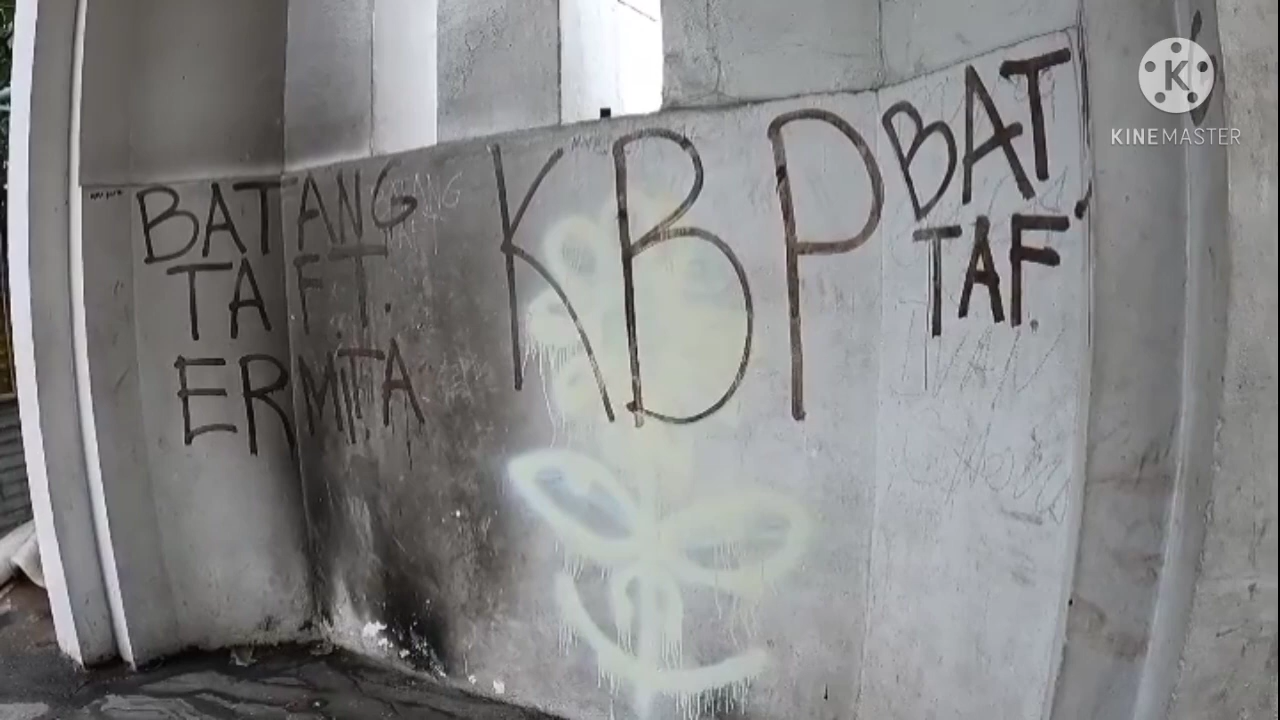 BATANG
TAFT.
ERMITA
KBP
BAT
TAF.
KINEMASTER